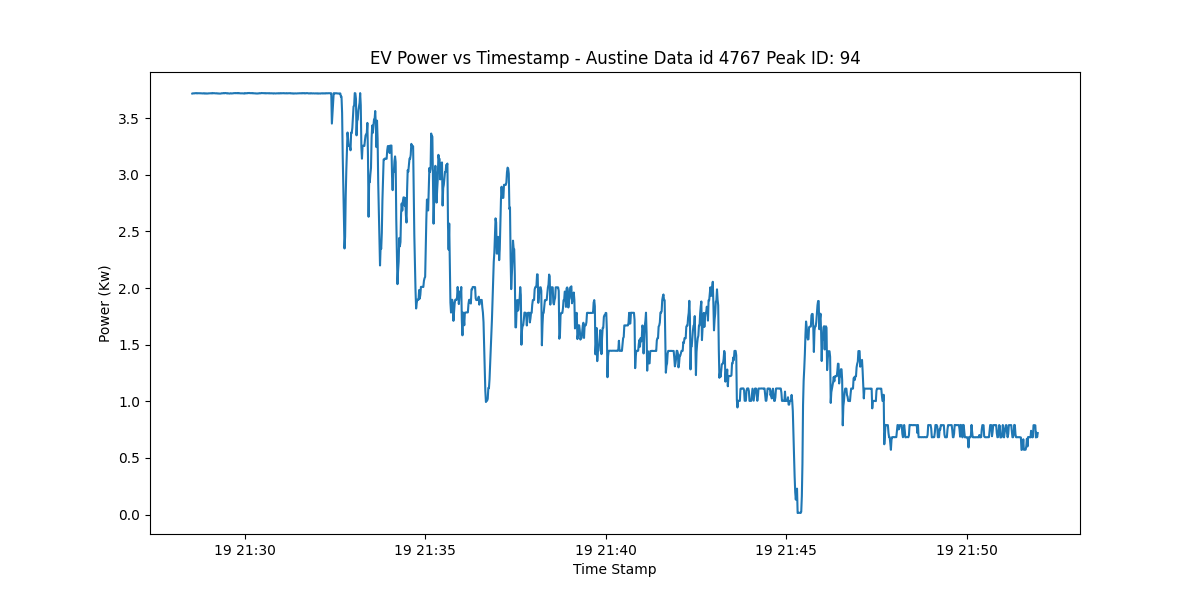 EV Power vs Timestamp - Austine Data id 4767 Peak ID: 94
3.5
3.0
2.5
2.0
1.5
1.0
0.5
0.0
Power (Kw)
19 21:30 19 21:35 19 21:40 19 21:45 19 21:50
Time Stamp